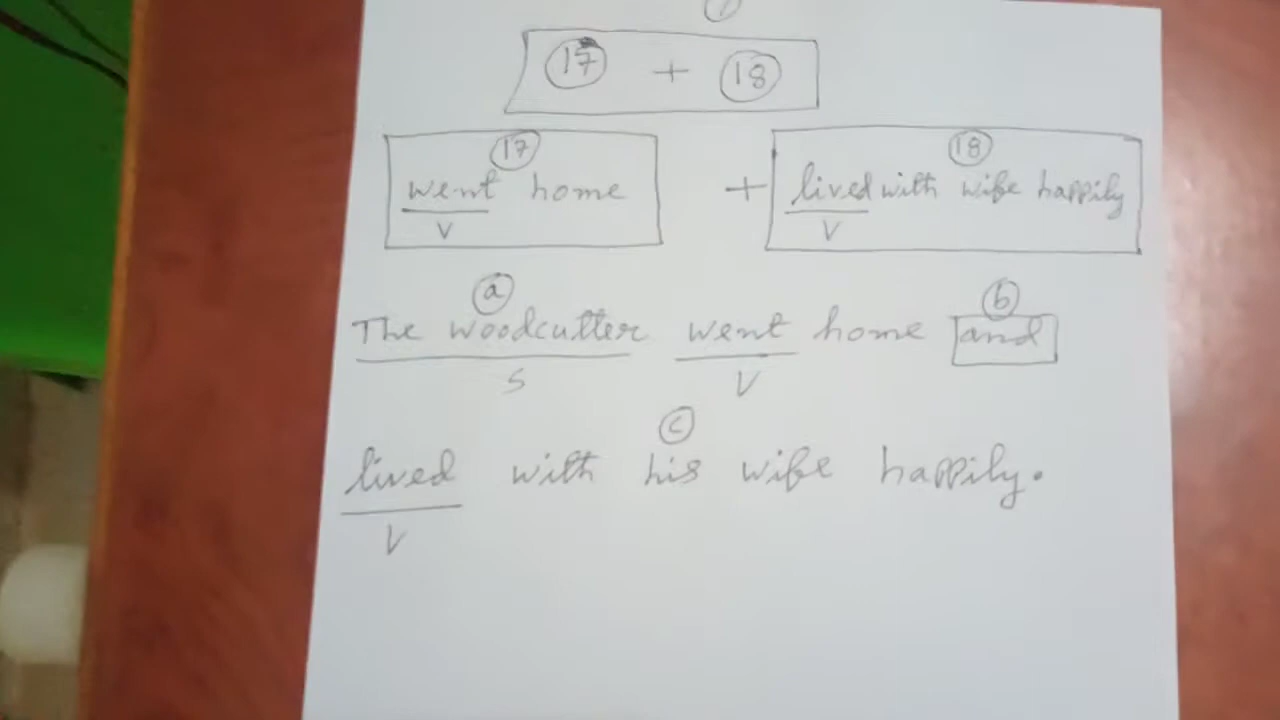 17 + 18
17 18
went home + lived with wife happily
V V
a b
The woodcutter went home and
S V
c
lived with his wife happily.
V